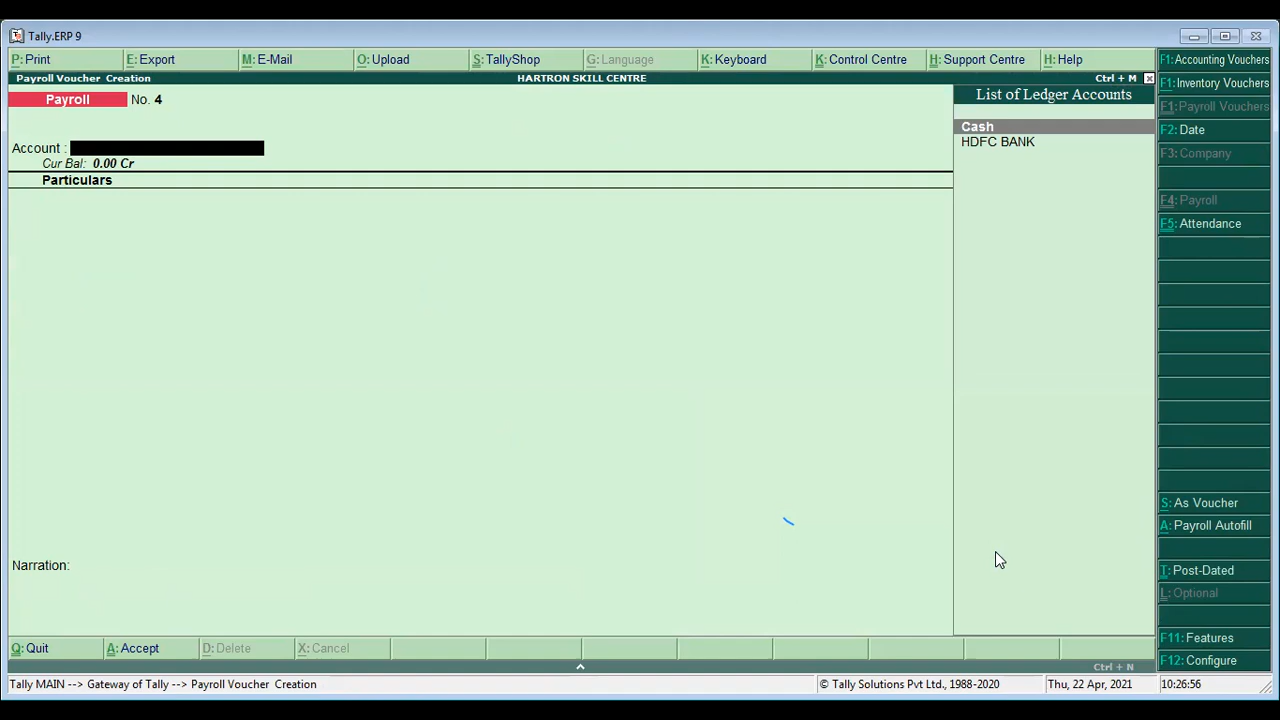 Tally.ERP 9
P: Print E: Export M: E-Mail O: Upload S: TallyShop G: Language K: Keyboard K: Control Centre H: Support Centre H: Help
Payroll Voucher Creation HARTRON SKILL CENTRE Ctrl + M
Payroll No. 4
Account :
Cur Bal: 0.00 Cr
Particulars
List of Ledger Accounts
Cash
HDFC BANK
Narration:
F1: Accounting Vouchers
F1: Inventory Vouchers
F1: Payroll Vouchers
F2: Date
F3: Company
F4: Payroll
F5: Attendance
S: As Voucher
A: Payroll Autofill
T: Post-Dated
L: Optional
F11: Features
F12: Configure
Q: Quit A: Accept D: Delete X: Cancel
Ctrl + N
Tally MAIN --> Gateway of Tally --> Payroll Voucher Creation © Tally Solutions Pvt Ltd., 1988-2020 Thu, 22 Apr, 2021 10:26:56